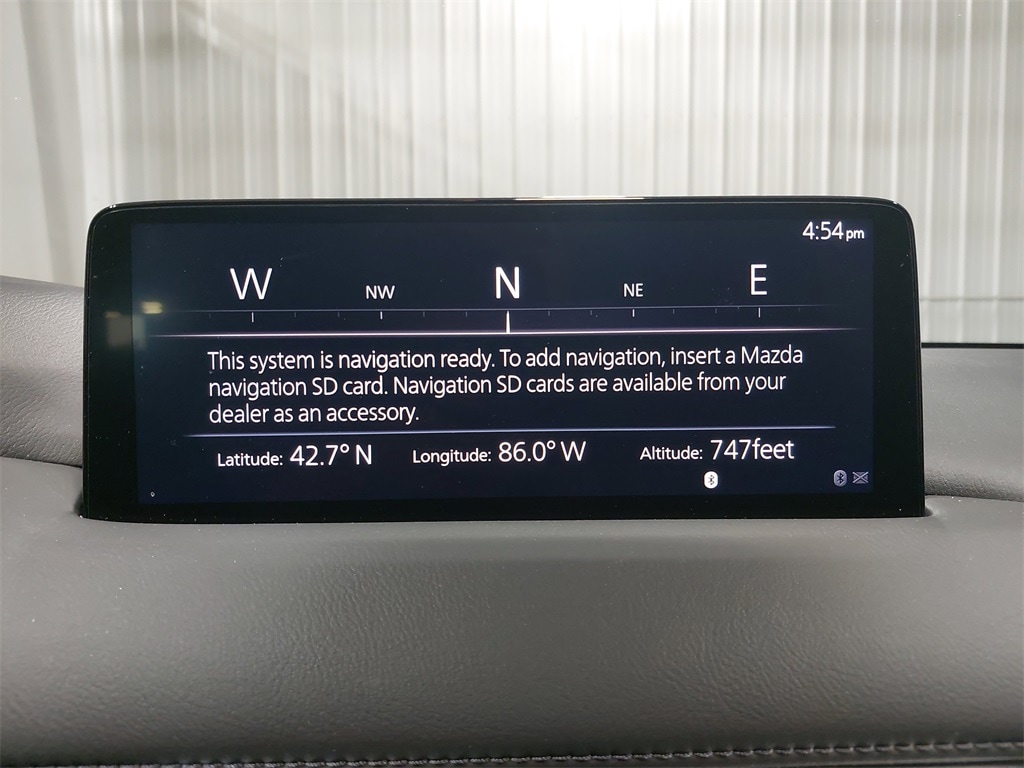 4:54pm
W NW N NE E
This system is navigation ready. To add navigation, insert a Mazda
navigation SD card. Navigation SD cards are available from your
dealer as an accessory.
Latitude: 42.7° N Longitude: 86.0° W Altitude: 747feet